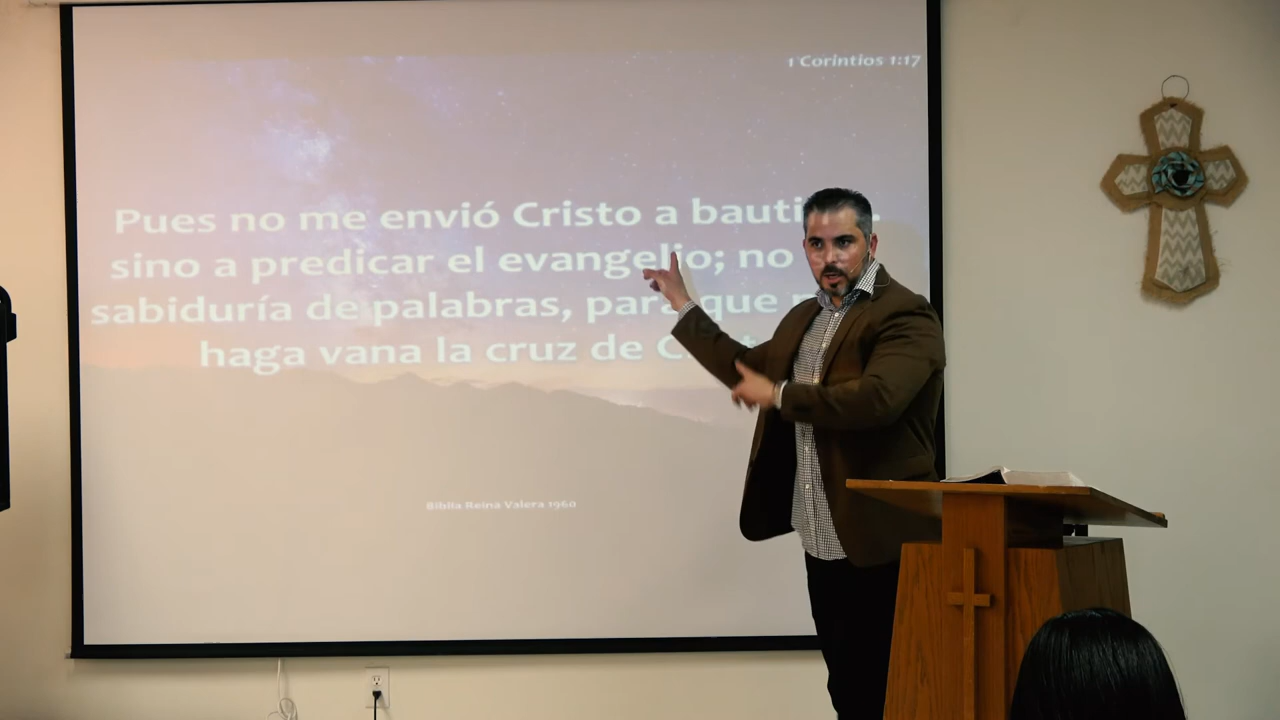 1 Corintios 1:17
Pues no me envió Cristo a
sino a predicar el evangelio; no
sabiduría de palabras, para que
haga vana la cruz de
Biblia Reina Valera 1960